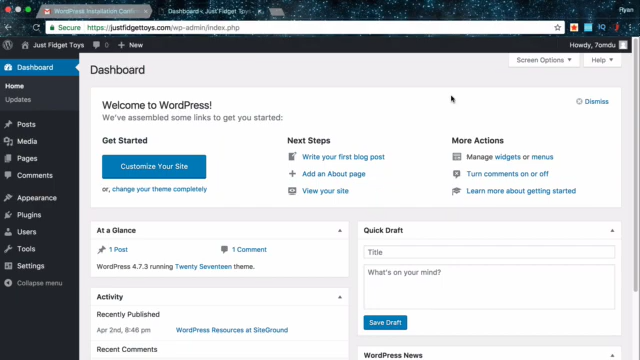 Ryan
WordPress Installation Conf
Dashboard ‹ Just Fidget Toys
Secure https://justfidgettoys.com/wp-admin/index.php
Just Fidget Toys 0 + New
Howdy, 7omdu
Dashboard
Home
Updates
Posts
Media
Pages
Comments
Appearance
Plugins
Users
Tools
Settings
Collapse menu
Dashboard
Screen Options
Help
Welcome to WordPress!
We've assembled some links to get you started:
Dismiss
Get Started
Customize Your Site
or, change your theme completely
Next Steps
Write your first blog post
Add an About page
View your site
More Actions
Manage widgets or menus
Turn comments on or off
Learn more about getting started
At a Glance
1 Post
1 Comment
WordPress 4.7.3 running Twenty Seventeen theme.
Activity
Recently Published
Apr 2nd, 8:46 pm WordPress Resources at SiteGround
Recent Comments
Quick Draft
Title
What's on your mind?
Save Draft
WordPress News